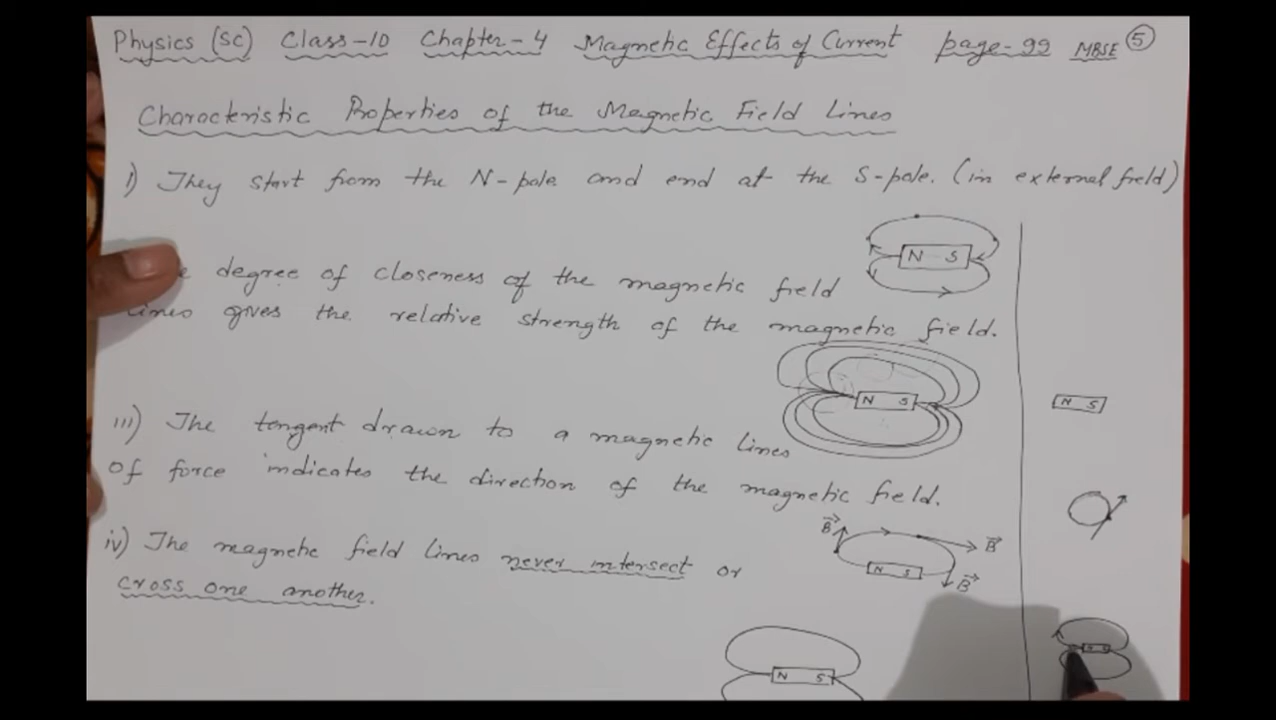 Physics (SC) Class-10 Chapter-4 Magnetic Effects of Current page-99 MBSE 5
Characteristic Properties of the Magnetic Field Lines
i) They start from the N-pole and end at the S-pole. (in external field)
N S
degree of closeness of the magnetic field
lines gives the relative strength of the magnetic field.
N S
N S
iii) The tangent drawn to a magnetic lines
of force indicates the direction of the magnetic field.
B B
N S B
iv) The magnetic field lines never intersect or
cross one another.
N S